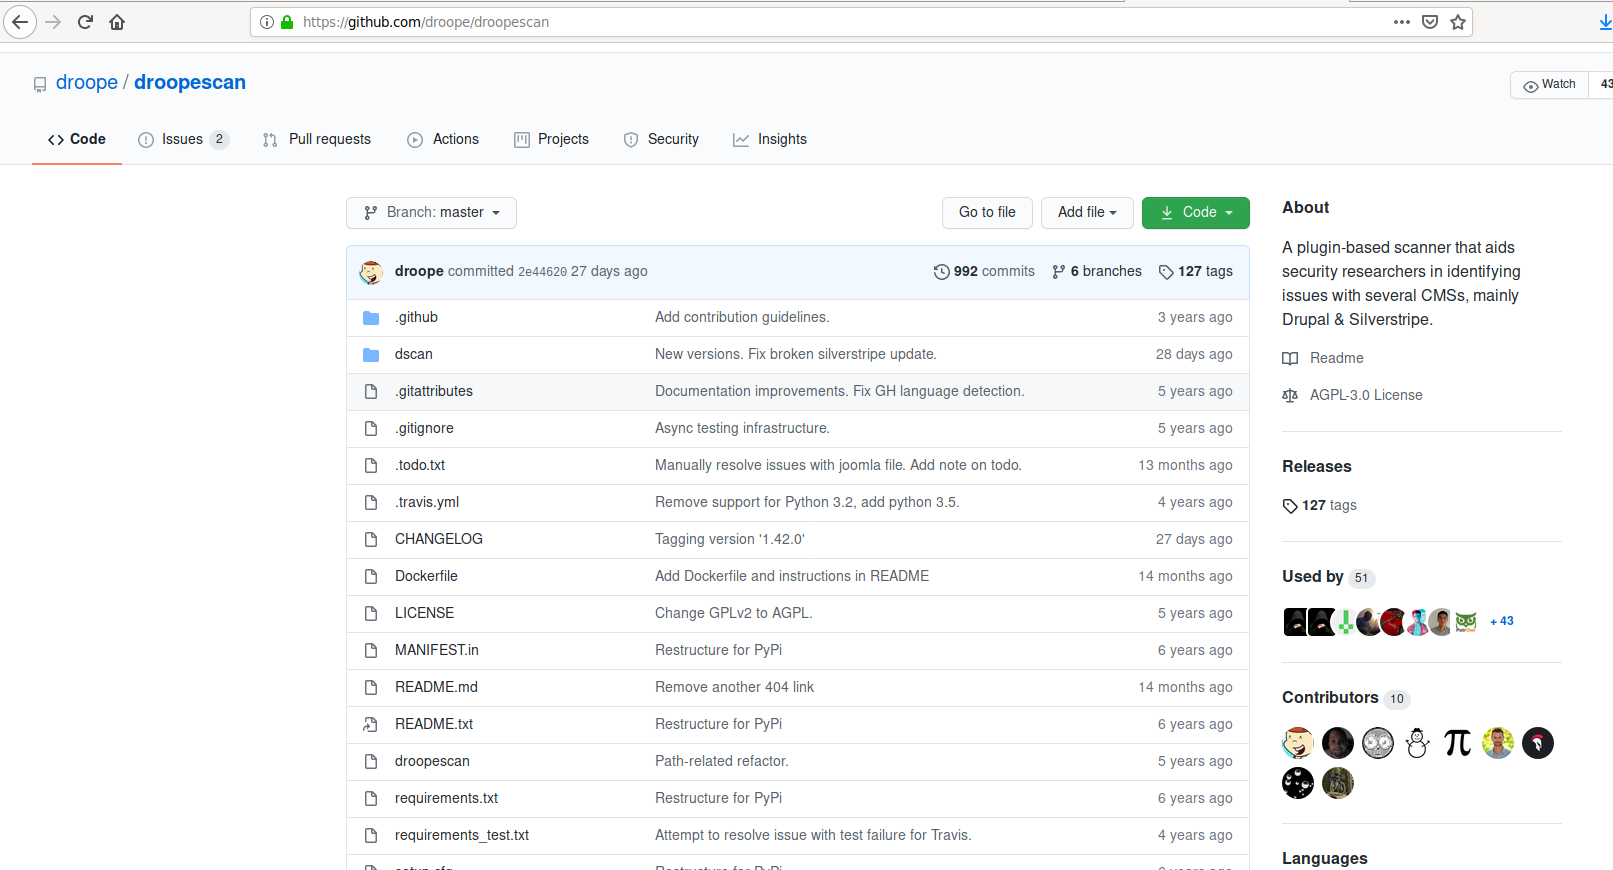 https://github.com/droope/droopescan
droope / droopescan
Watch 43
Code Issues 2 Pull requests Actions Projects Security Insights
Branch: master Go to file Add file Code
droope committed 2e44620 27 days ago 992 commits 6 branches 127 tags
.github Add contribution guidelines. 3 years ago
dscan New versions. Fix broken silverstripe update. 28 days ago
.gitattributes Documentation improvements. Fix GH language detection. 5 years ago
.gitignore Async testing infrastructure. 5 years ago
.todo.txt Manually resolve issues with joomla file. Add note on todo. 13 months ago
.travis.yml Remove support for Python 3.2, add python 3.5. 4 years ago
CHANGELOG Tagging version '1.42.0' 27 days ago
Dockerfile Add Dockerfile and instructions in README 14 months ago
LICENSE Change GPLv2 to AGPL. 5 years ago
MANIFEST.in Restructure for PyPi 6 years ago
README.md Remove another 404 link 14 months ago
README.txt Restructure for PyPi 6 years ago
droopescan Path-related refactor. 5 years ago
requirements.txt Restructure for PyPi 6 years ago
requirements_test.txt Attempt to resolve issue with test failure for Travis. 4 years ago
setup.cfg Restructure for PyPi 6 years ago
About
A plugin-based scanner that aids
security researchers in identifying
issues with several CMSs, mainly
Drupal & Silverstripe.
Readme
AGPL-3.0 License
Releases
127 tags
Used by 51
+ 43
Contributors 10
Languages